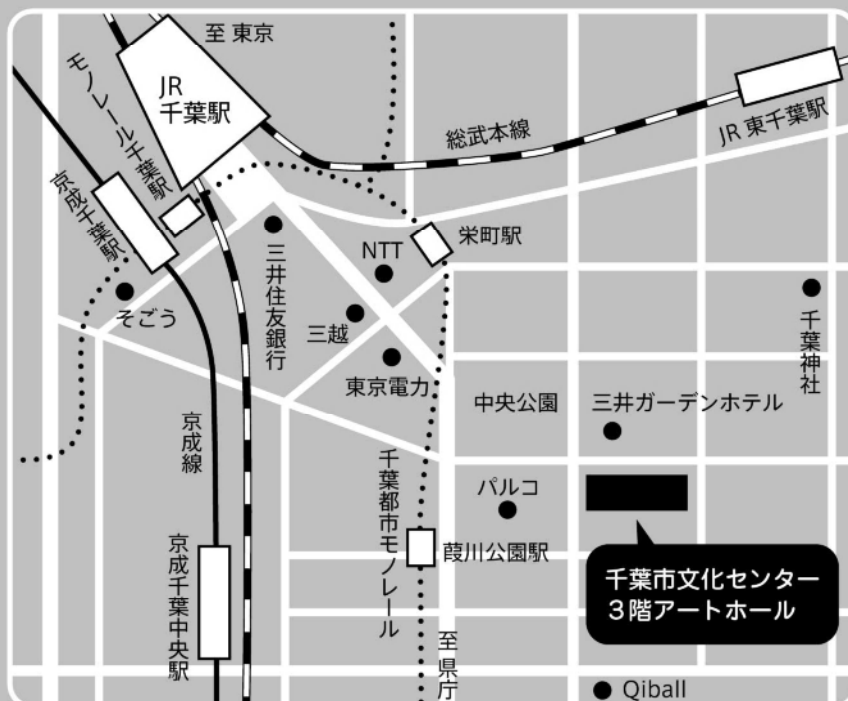 至 東京
JR
千葉駅
モノレール千葉駅
京成千葉駅
総武本線
JR 東千葉駅
栄町駅
NTT
三井住友銀行
そごう
三越
東京電力
千葉神社
中央公園
三井ガーデンホテル
京成線
千葉都市モノレール
パルコ
葭川公園駅
千葉市文化センター
3階アートホール
京成千葉中央駅
至 県庁
Qiball